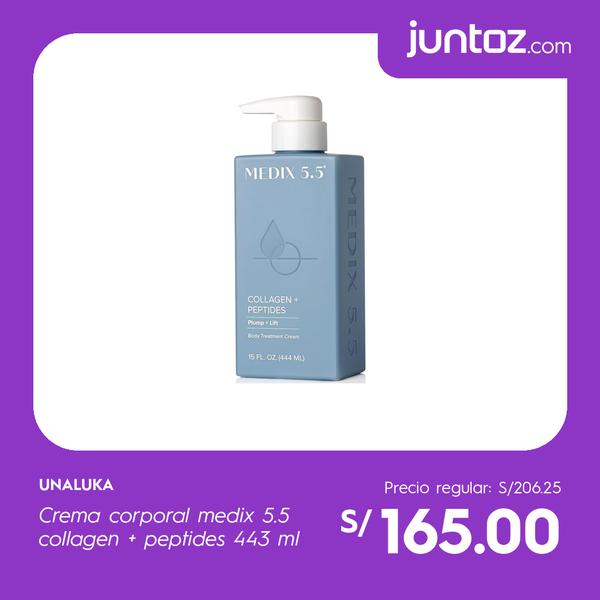 juntoz.com
MEDIX 5.5®
MEDIX 5.5
COLLAGEN +
PEPTIDES
Plump + Lift
Body Treatment Cream
15 FL. OZ.(444 ML)
UNALUKA
Crema corporal medix 5.5
collagen + peptides 443 ml
Precio regular: S/206.25
S/165.00